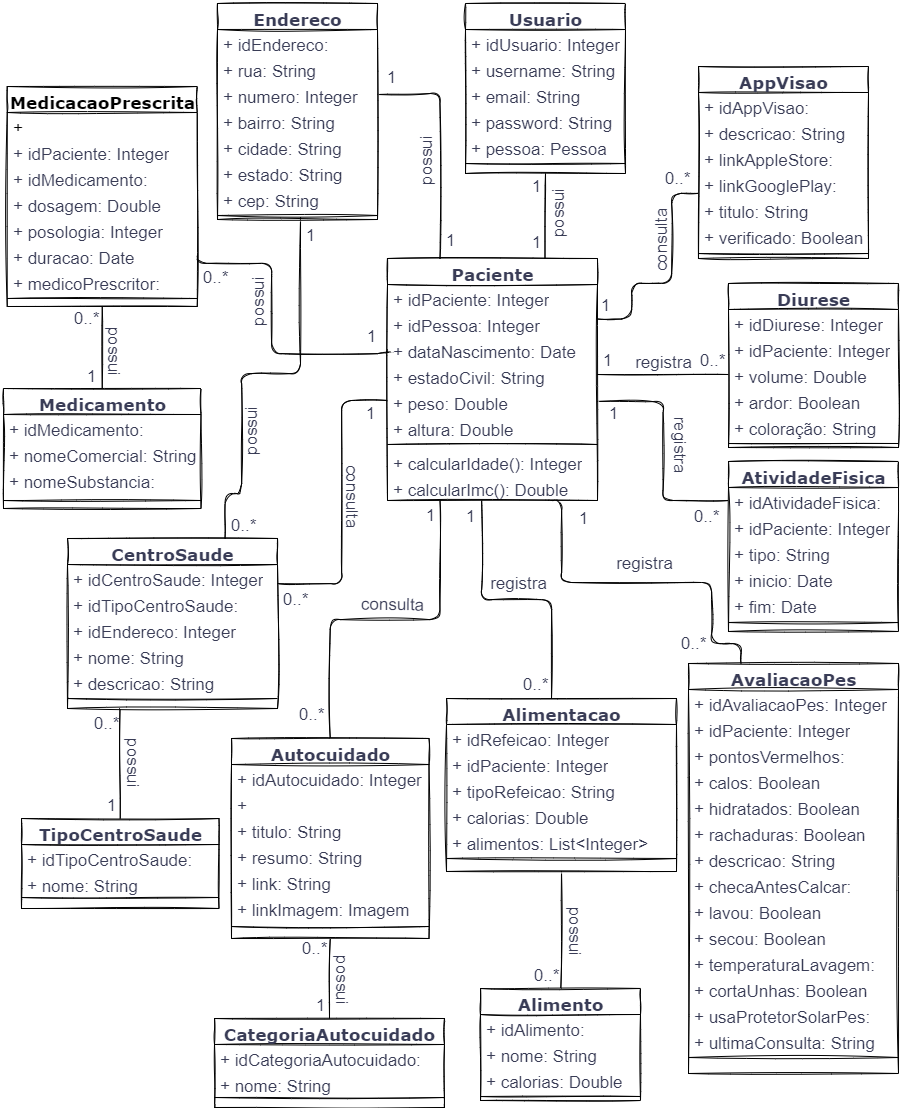 Endereco
+ idEndereco:
+ rua: String
+ numero: Integer
+ bairro: String
+ cidade: String
+ estado: String
+ cep: String
Usuario
+ idUsuario: Integer
+ username: String
+ email: String
+ password: String
+ pessoa: Pessoa
AppVisao
+ idAppVisao:
+ descricao: String
+ linkAppleStore:
+ linkGooglePlay:
+ titulo: String
+ verificado: Boolean
MedicacaoPrescrita
+
+ idPaciente: Integer
+ idMedicamento:
+ dosagem: Double
+ posologia: Integer
+ duracao: Date
+ medicoPrescritor:
1
possui
1
1
possui
1
0..*
consulta
1
0..*
possui
1
1
possui
0..*
0..*
possui
1
Paciente
+ idPaciente: Integer
+ idPessoa: Integer
+ dataNascimento: Date
+ estadoCivil: String
+ peso: Double
+ altura: Double
+ calcularIdade(): Integer
+ calcularImc(): Double
Diurese
+ idDiurese: Integer
+ idPaciente: Integer
+ volume: Double
+ ardor: Boolean
+ coloração: String
1
registra
0..*
Medicamento
+ idMedicamento:
+ nomeComercial: String
+ nomeSubstancia:
1
consulta
0..*
1
registra
0..*
AtividadeFisica
+ idAtividadeFisica:
+ idPaciente: Integer
+ tipo: String
+ inicio: Date
+ fim: Date
CentroSaude
+ idCentroSaude: Integer
+ idTipoCentroSaude:
+ idEndereco: Integer
+ nome: String
+ descricao: String
1
consulta
0..*
1
registra
0..*
1
registra
0..*
0..*
possui
1
TipoCentroSaude
+ idTipoCentroSaude:
+ nome: String
Autocuidado
+ idAutocuidado: Integer
+
+ titulo: String
+ resumo: String
+ link: String
+ linkImagem: Imagem
Alimentacao
+ idRefeicao: Integer
+ idPaciente: Integer
+ tipoRefeicao: String
+ calorias: Double
+ alimentos: List<Integer>
AvaliacaoPes
+ idAvaliacaoPes: Integer
+ idPaciente: Integer
+ pontosVermelhos:
+ calos: Boolean
+ hidratados: Boolean
+ rachaduras: Boolean
+ descricao: String
+ checaAntesCalcar:
+ lavou: Boolean
+ secou: Boolean
+ temperaturaLavagem:
+ cortaUnhas: Boolean
+ usaProtetorSolarPes:
+ ultimaConsulta: String
0..*
possui
1
possui
0..*
CategoriaAutocuidado
+ idCategoriaAutocuidado:
+ nome: String
Alimento
+ idAlimento:
+ nome: String
+ calorias: Double